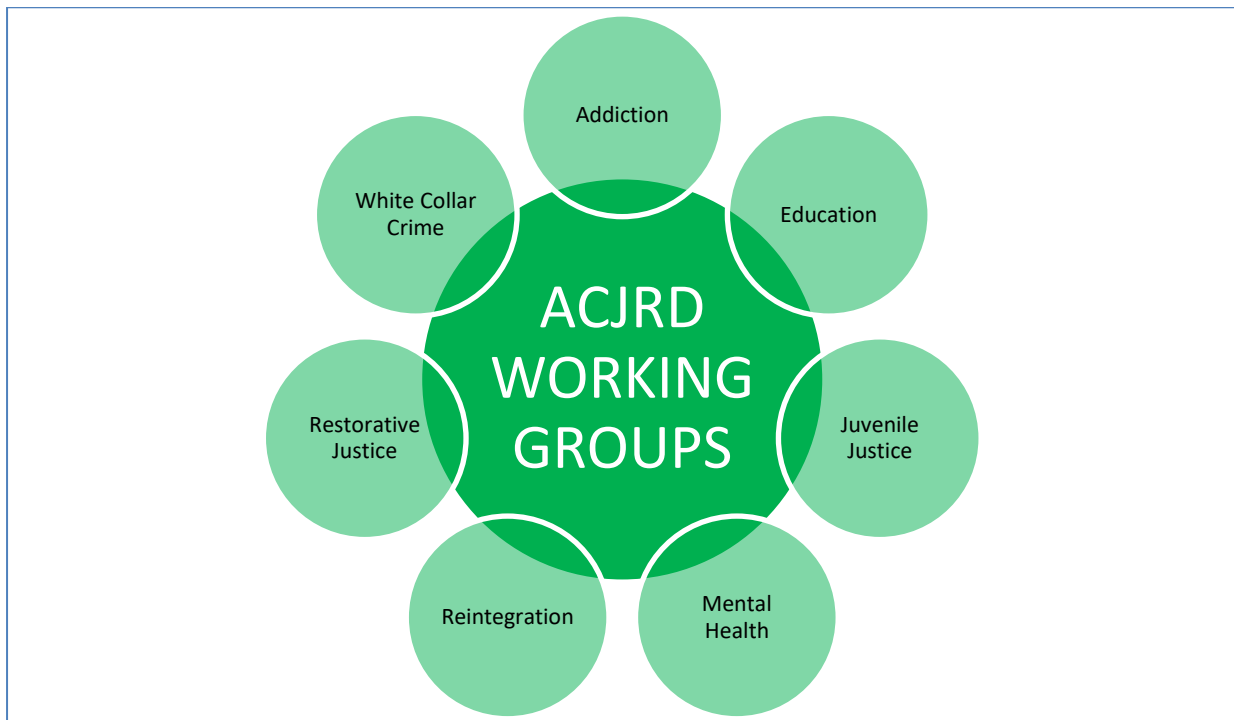 Addiction
Education
Juvenile
Justice
Mental
Health
Reintegration
Restorative
Justice
White Collar
Crime
ACJRD
WORKING
GROUPS